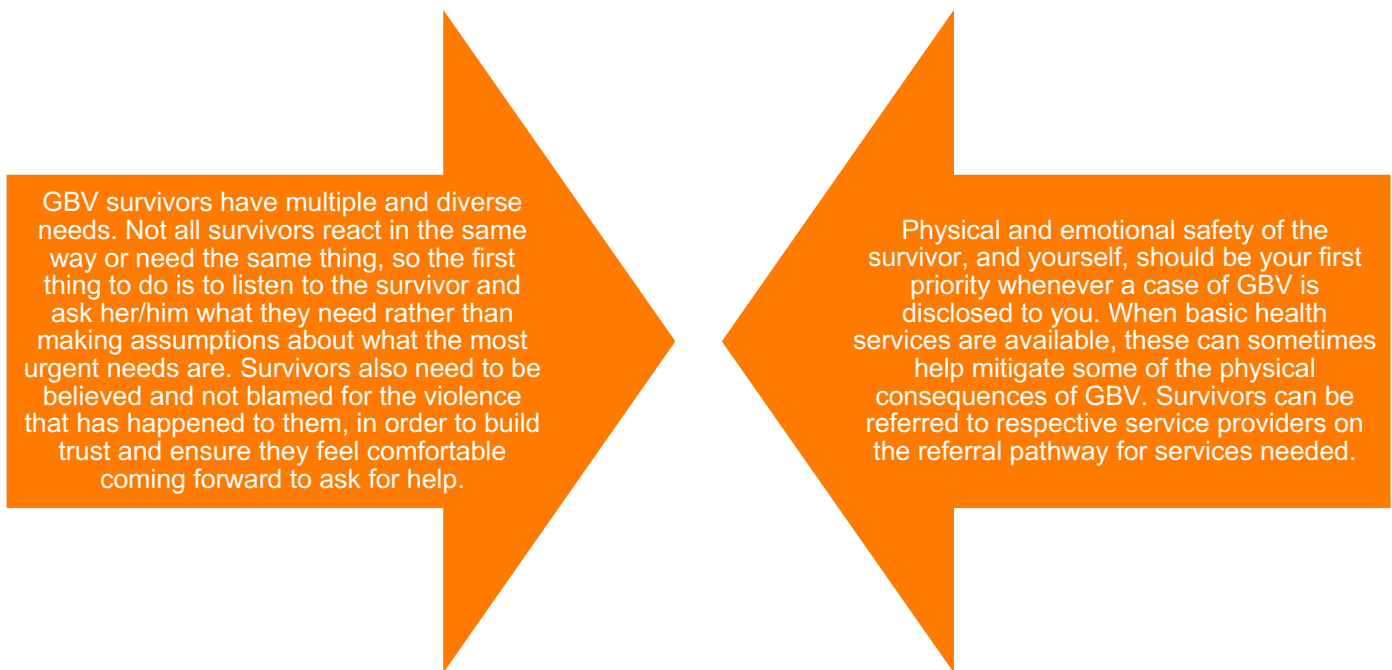 GBV survivors have multiple and diverse
needs. Not all survivors react in the same
way or need the same thing, so the first
thing to do is to listen to the survivor and
ask her/him what they need rather than
making assumptions about what the most
urgent needs are. Survivors also need to be
believed and not blamed for the violence
that has happened to them, in order to build
trust and ensure they feel comfortable
coming forward to ask for help.
Physical and emotional safety of the
survivor, and yourself, should be your first
priority whenever a case of GBV is
disclosed to you. When basic health
services are available, these can sometimes
help mitigate some of the physical
consequences of GBV. Survivors can be
referred to respective service providers on
the referral pathway for services needed.